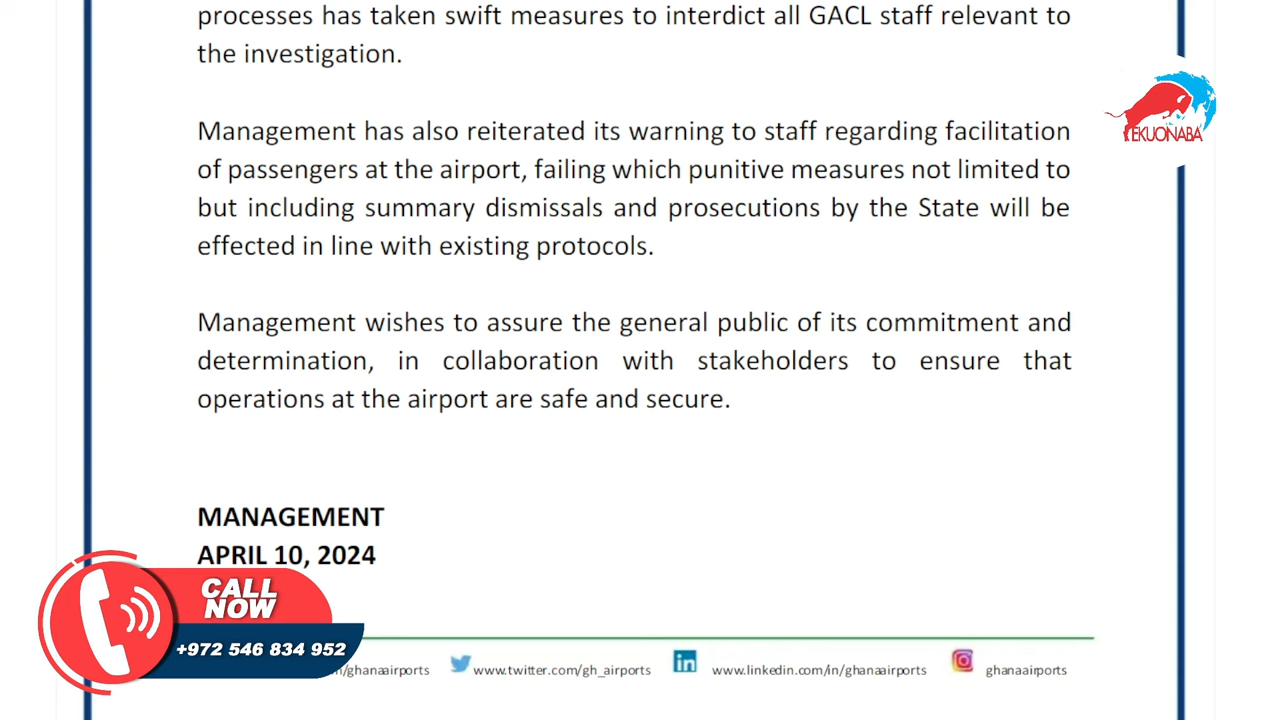 processes has taken swift measures to interdict all GACL staff relevant to
the investigation.
EKUONABA
Management has also reiterated its warning to staff regarding facilitation
of passengers at the airport, failing which punitive measures not limited to
but including summary dismissals and prosecutions by the State will be
effected in line with existing protocols.
Management wishes to assure the general public of its commitment and
determination, in collaboration with stakeholders to ensure that
operations at the airport are safe and secure.
MANAGEMENT
APRIL 10, 2024
CALL
NOW
+972 546 834 952
n/ghanaairports www.twitter.com/gh_airports www.linkedin.com/in/ghanaairports ghanaairports